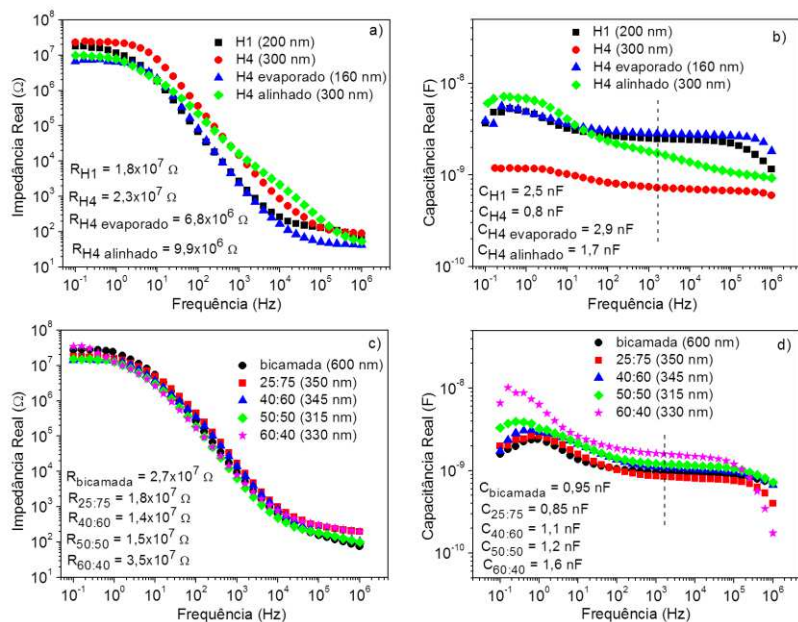 a)
H1 (200 nm)
H4 (300 nm)
H4 evaporado (160 nm)
H4 alinhado (300 nm)
R_H1 = 1,8x10^7 Ω
R_H4 = 2,3x10^7 Ω
R_H4 evaporado = 6,8x10^6 Ω
R_H4 alinhado = 9,9x10^6 Ω
Impedância Real (Ω)
10^8
10^7
10^6
10^5
10^4
10^3
10^2
10^1
10^-1 10^0 10^1 10^2 10^3 10^4 10^5 10^6
Frequência (Hz)
b)
H1 (200 nm)
H4 (300 nm)
H4 evaporado (160 nm)
H4 alinhado (300 nm)
C_H1 = 2,5 nF
C_H4 = 0,8 nF
C_H4 evaporado = 2,9 nF
C_H4 alinhado = 1,7 nF
Capacitância Real (F)
10^-8
10^-9
10^-10
10^-1 10^0 10^1 10^2 10^3 10^4 10^5 10^6
Frequência (Hz)
c)
bicamada (600 nm)
25:75 (350 nm)
40:60 (345 nm)
50:50 (315 nm)
60:40 (330 nm)
R_bicamada = 2,7x10^7 Ω
R_25:75 = 1,8x10^7 Ω
R_40:60 = 1,4x10^7 Ω
R_50:50 = 1,5x10^7 Ω
R_60:40 = 3,5x10^7 Ω
Impedância Real (Ω)
10^8
10^7
10^6
10^5
10^4
10^3
10^2
10^1
10^-1 10^0 10^1 10^2 10^3 10^4 10^5 10^6
Frequência (Hz)
d)
bicamada (600 nm)
25:75 (350 nm)
40:60 (345 nm)
50:50 (315 nm)
60:40 (330 nm)
C_bicamada = 0,95 nF
C_25:75 = 0,85 nF
C_40:60 = 1,1 nF
C_50:50 = 1,2 nF
C_60:40 = 1,6 nF
Capacitância Real (F)
10^-8
10^-9
10^-10
10^-1 10^0 10^1 10^2 10^3 10^4 10^5 10^6
Frequência (Hz)